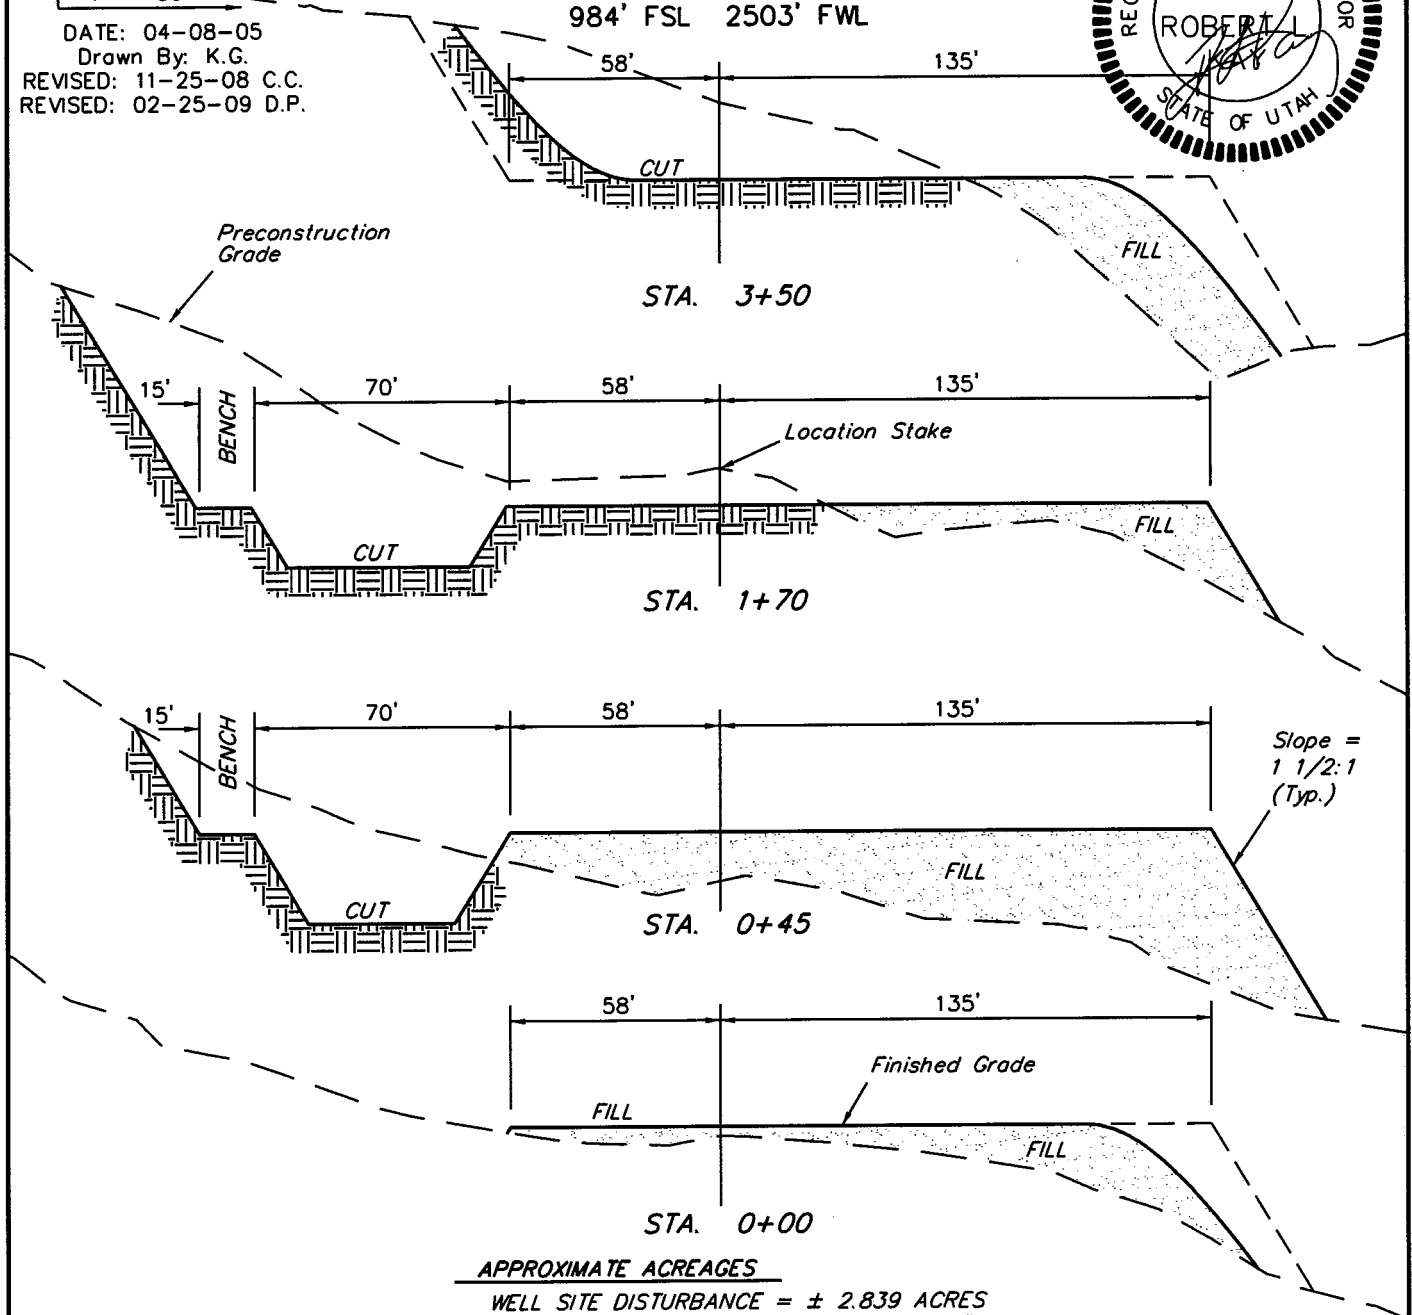 984' FSL 2503' FWL
DATE: 04-08-05
Drawn By: K.G.
REVISED: 11-25-08 C.C.
REVISED: 02-25-09 D.P.
ROBERT L.
STATE OF UTAH
58' 135'
CUT
FILL
Preconstruction
Grade
STA. 3+50
15' BENCH 70' 58' 135'
Location Stake
CUT
FILL
STA. 1+70
15' BENCH 70' 58' 135'
Slope =
1 1/2:1
(Typ.)
CUT
FILL
STA. 0+45
58' 135'
Finished Grade
FILL
FILL
STA. 0+00
APPROXIMATE ACREAGES
WELL SITE DISTURBANCE = ± 2.839 ACRES